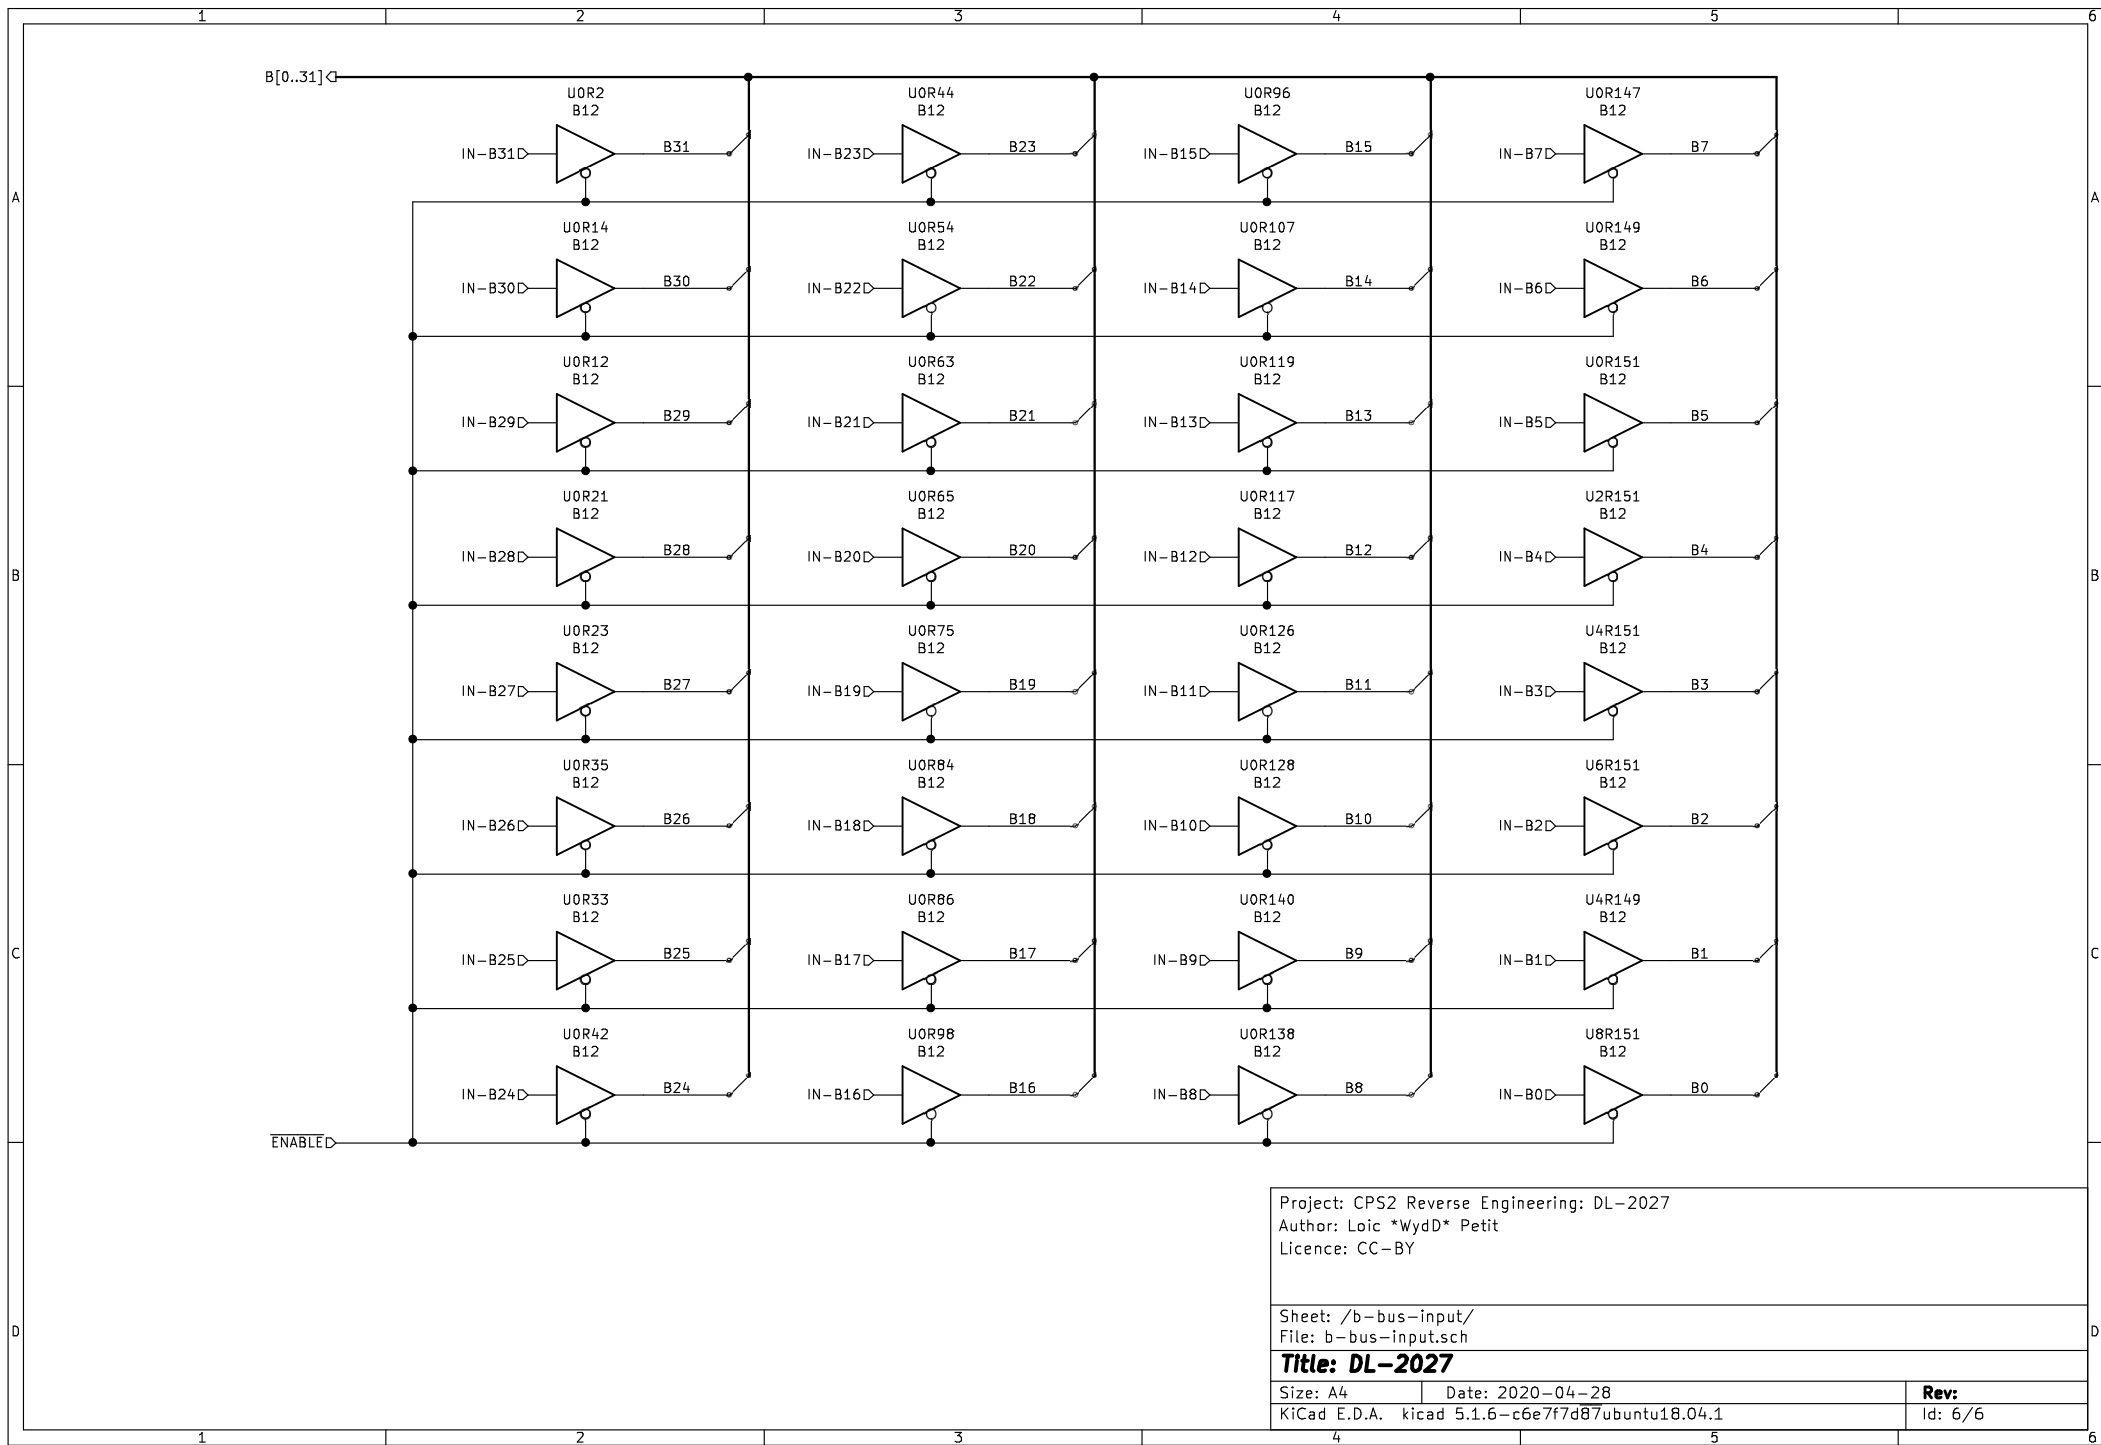 1 2 3 4 5 6
B[0..31]
U0R2 U0R44 U0R96 U0R147
B12 B12 B12 B12
IN-B31 B31 IN-B23 B23 IN-B15 B15 IN-B7 B7
A A
U0R14 U0R54 U0R107 U0R149
B12 B12 B12 B12
IN-B30 B30 IN-B22 B22 IN-B14 B14 IN-B6 B6
U0R12 U0R63 U0R119 U0R151
B12 B12 B12 B12
IN-B29 B29 IN-B21 B21 IN-B13 B13 IN-B5 B5
U0R21 U0R65 U0R117 U2R151
B12 B12 B12 B12
IN-B28 B28 IN-B20 B20 IN-B12 B12 IN-B4 B4
B B
U0R23 U0R75 U0R126 U4R151
B12 B12 B12 B12
IN-B27 B27 IN-B19 B19 IN-B11 B11 IN-B3 B3
U0R35 U0R84 U0R128 U6R151
B12 B12 B12 B12
IN-B26 B26 IN-B18 B18 IN-B10 B10 IN-B2 B2
U0R33 U0R86 U0R140 U4R149
B12 B12 B12 B12
C C
IN-B25 B25 IN-B17 B17 IN-B9 B9 IN-B1 B1
U0R42 U0R98 U0R138 U8R151
B12 B12 B12 B12
IN-B24 B24 IN-B16 B16 IN-B8 B8 IN-B0 B0
ENABLE
Project: CPS2 Reverse Engineering: DL-2027
Author: Loic *WydD* Petit
Licence: CC-BY
Sheet: /b-bus-input/
D D
File: b-bus-input.sch
Title: DL-2027
Size: A4 Date: 2020-04-28 Rev:
KiCad E.D.A. kicad 5.1.6-c6e7f7d87ubuntu18.04.1 Id: 6/6
1 2 3 4 5 6